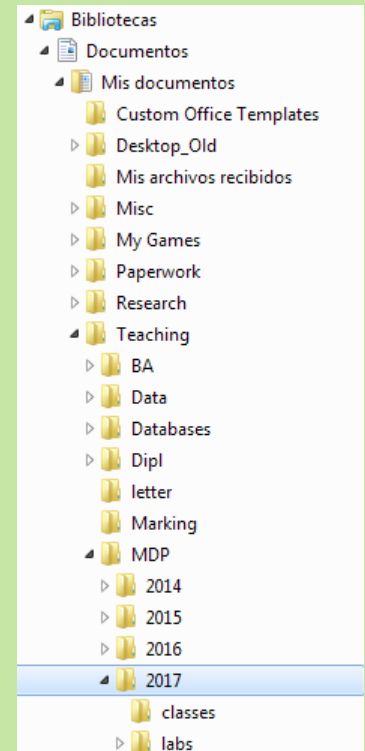 Bibliotecas
Documentos
Mis documentos
Custom Office Templates
Desktop_Old
Mis archivos recibidos
Misc
My Games
Paperwork
Research
Teaching
BA
Data
Databases
Dipl
letter
Marking
MDP
2014
2015
2016
2017
classes
labs